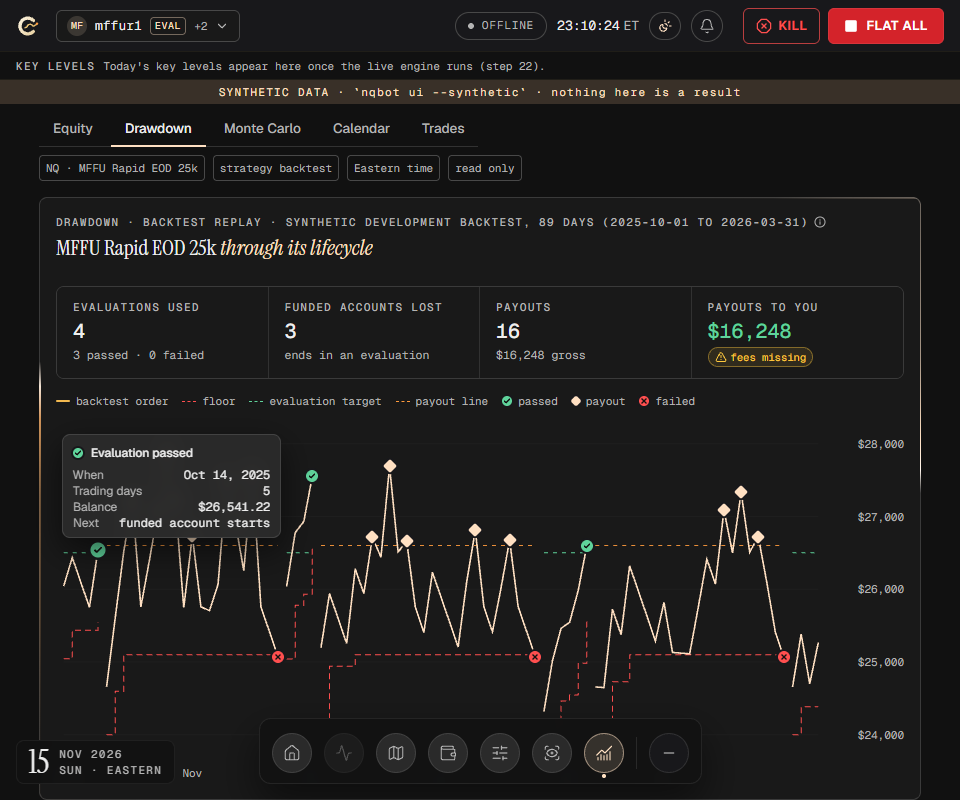 MF mffur1 EVAL +2
OFFLINE
23:10:24 ET
KILL
FLAT ALL
KEY LEVELS Today's key levels appear here once the live engine runs (step 22).
SYNTHETIC DATA · `nqbot ui --synthetic` · nothing here is a result
Equity Drawdown Monte Carlo Calendar Trades
NQ · MFFU Rapid EOD 25k strategy backtest Eastern time read only
DRAWDOWN · BACKTEST REPLAY · SYNTHETIC DEVELOPMENT BACKTEST, 89 DAYS (2025-10-01 TO 2026-03-31)
MFFU Rapid EOD 25k through its lifecycle
EVALUATIONS USED
4
3 passed · 0 failed
FUNDED ACCOUNTS LOST
3
ends in an evaluation
PAYOUTS
16
$16,248 gross
PAYOUTS TO YOU
$16,248
fees missing
backtest order floor evaluation target payout line passed payout failed
Evaluation passed
When Oct 14, 2025
Trading days 5
Balance $26,541.22
Next funded account starts
$28,000
$27,000
$26,000
$25,000
$24,000
15 NOV 2026
SUN · EASTERN
Nov